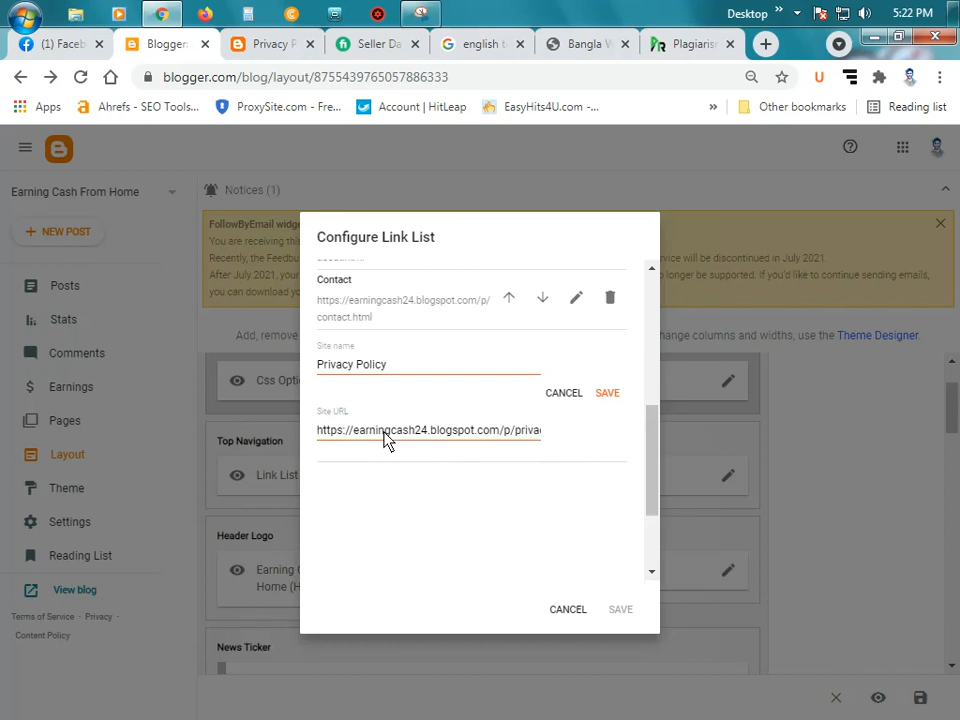 Desktop » 5:22 PM
(1) Faceb
Blogger:
Privacy P
Seller Da
english t
Bangla W
Plagiarism
blogger.com/blog/layout/8755439765057886333
Apps Ahrefs - SEO Tools... ProxySite.com - Fre... Account | HitLeap EasyHits4U.com -... » Other bookmarks Reading list
Earning Cash From Home
Notices (1)
NEW POST
FollowByEmail widg
You are receiving this
Recently, the Feedbu
service will be discontinued in July 2021.
After July 2021, your
o longer be supported. If you'd like to continue sending emails,
you can download y
Configure Link List
Contact
https://earningcash24.blogspot.com/p/
contact.html
Site name
Privacy Policy
CANCEL SAVE
Site URL
https://earningcash24.blogspot.com/p/priva
CANCEL SAVE
Posts
Stats
Comments
Earnings
Pages
Layout
Theme
Settings
Reading List
View blog
Terms of Service · Privacy ·
Content Policy
Add, remove
change columns and widths, use the Theme Designer.
Css Optio
Top Navigation
Link List
Header Logo
Earning C
Home (H
News Ticker